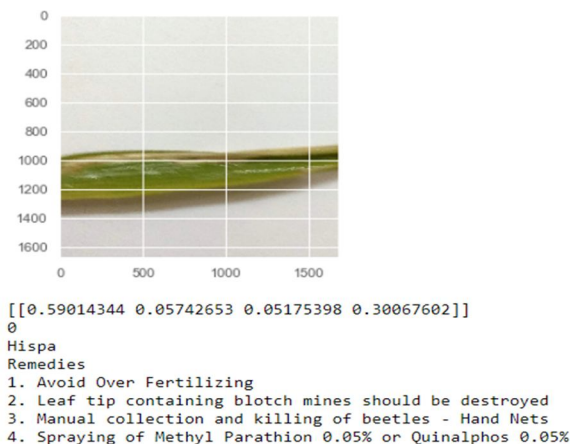 0
200
400
600
800
1000
1200
1400
1600
0 500 1000 1500
[[0.59014344 0.05742653 0.05175398 0.30067602]]
0
Hispa
Remedies
1. Avoid Over Fertilizing
2. Leaf tip containing blotch mines should be destroyed
3. Manual collection and killing of beetles - Hand Nets
4. Spraying of Methyl Parathion 0.05% or Quinalphos 0.05%